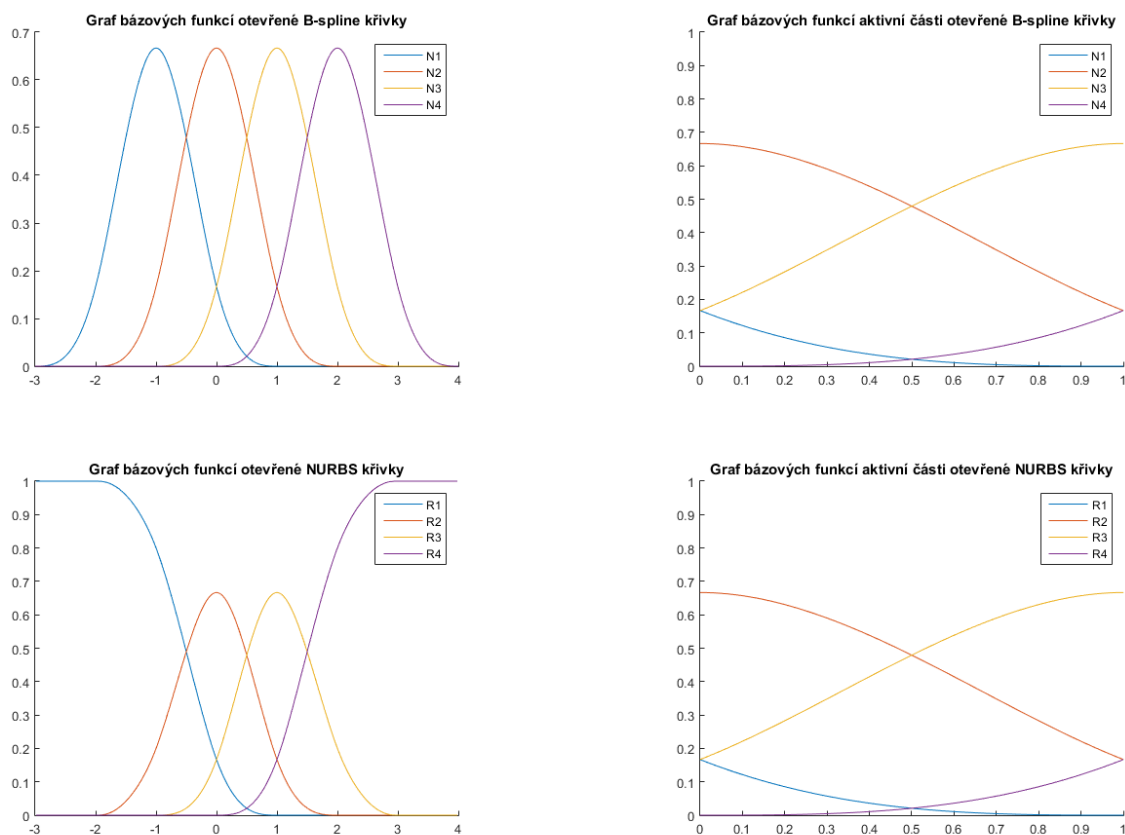 Graf bázových funkcí otevřené B-spline křivky
0.7
0.6
0.5
0.4
0.3
0.2
0.1
0
-3 -2 -1 0 1 2 3 4
N1
N2
N3
N4
Graf bázových funkcí aktivní části otevřené B-spline křivky
1
0.9
0.8
0.7
0.6
0.5
0.4
0.3
0.2
0.1
0
0 0.1 0.2 0.3 0.4 0.5 0.6 0.7 0.8 0.9 1
N1
N2
N3
N4
Graf bázových funkcí otevřené NURBS křivky
1
0.9
0.8
0.7
0.6
0.5
0.4
0.3
0.2
0.1
0
-3 -2 -1 0 1 2 3 4
R1
R2
R3
R4
Graf bázových funkcí aktivní části otevřené NURBS křivky
1
0.9
0.8
0.7
0.6
0.5
0.4
0.3
0.2
0.1
0
0 0.1 0.2 0.3 0.4 0.5 0.6 0.7 0.8 0.9 1
R1
R2
R3
R4